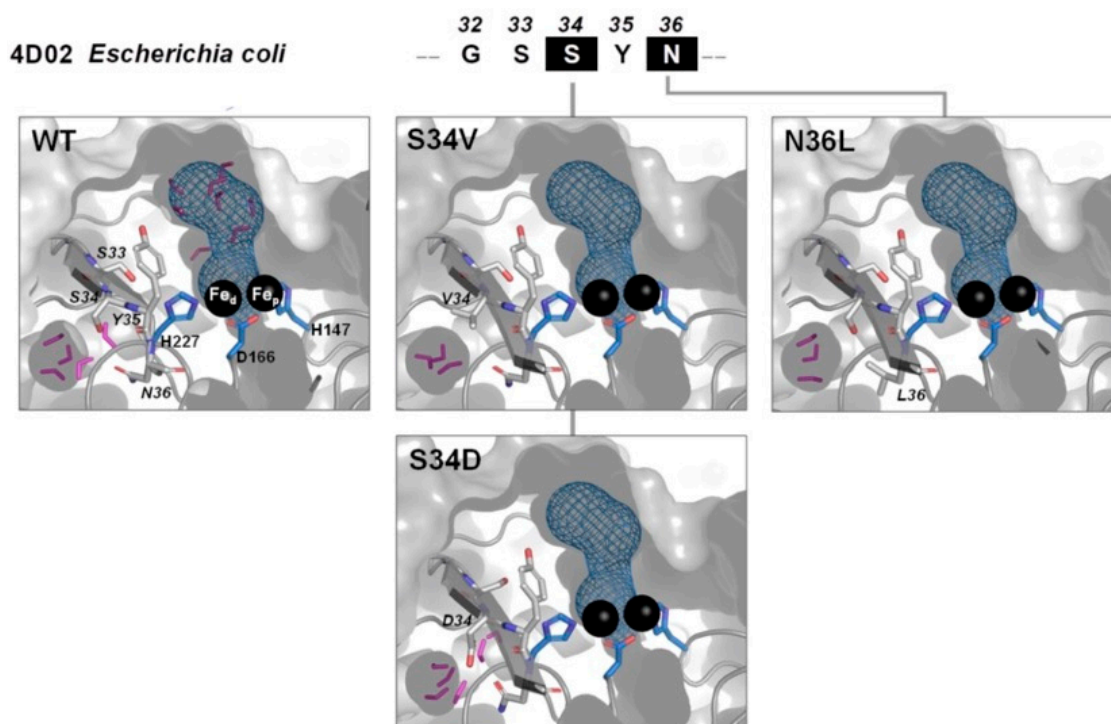 32 33 34 35 36
4D02 Escherichia coli -- G S S Y N --
WT S34V N36L
S33
S34
Y35
H227
N36
Fed
Fep
D166
H147
V34
L36
S34D
D34